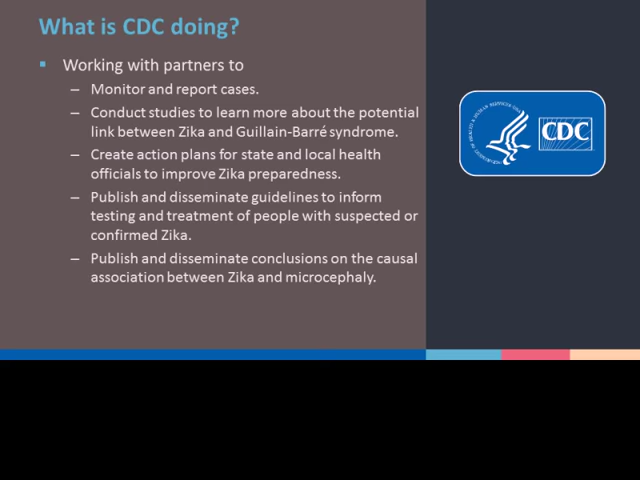 What is CDC doing?
▪ Working with partners to
– Monitor and report cases.
– Conduct studies to learn more about the potential
link between Zika and Guillain-Barré syndrome.
– Create action plans for state and local health
officials to improve Zika preparedness.
– Publish and disseminate guidelines to inform
testing and treatment of people with suspected or
confirmed Zika.
– Publish and disseminate conclusions on the causal
association between Zika and microcephaly.
CDC